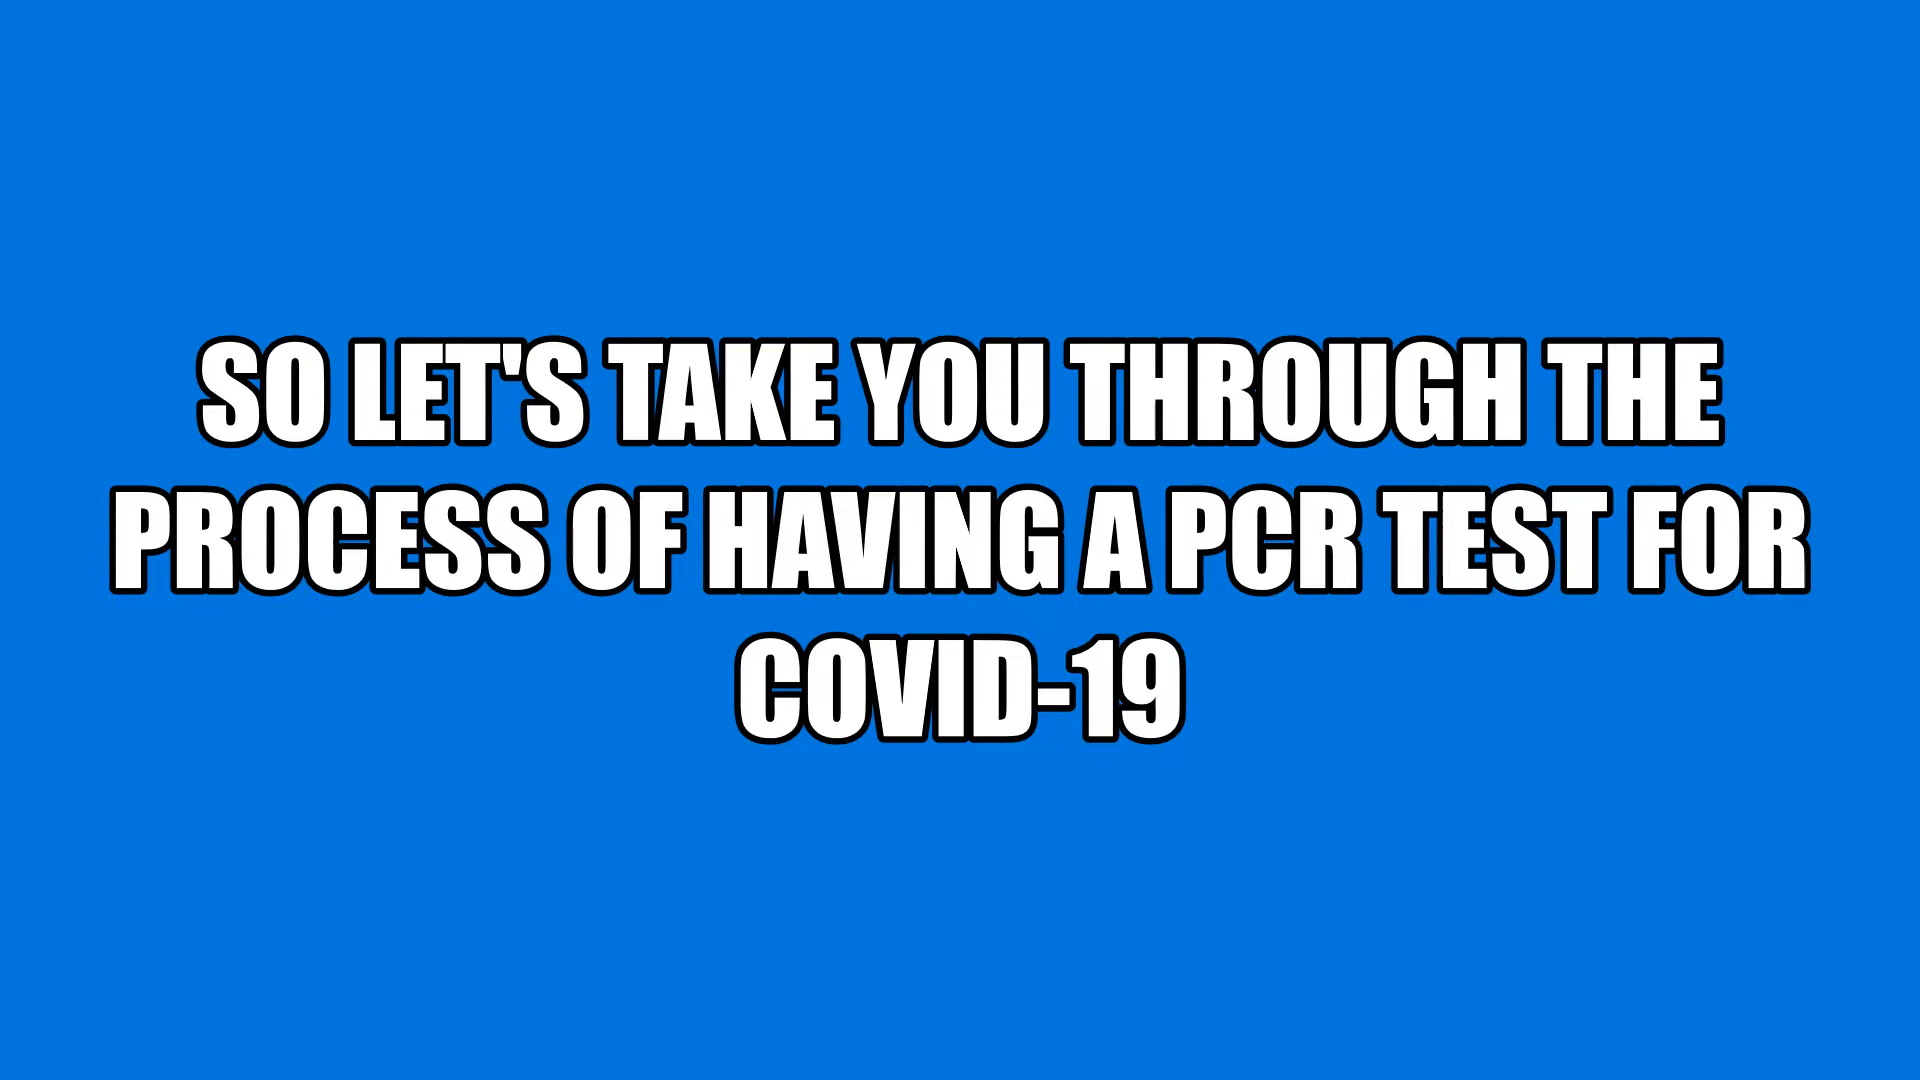 SO LET'S TAKE YOU THROUGH THE
PROCESS OF HAVING A PCR TEST FOR
COVID-19